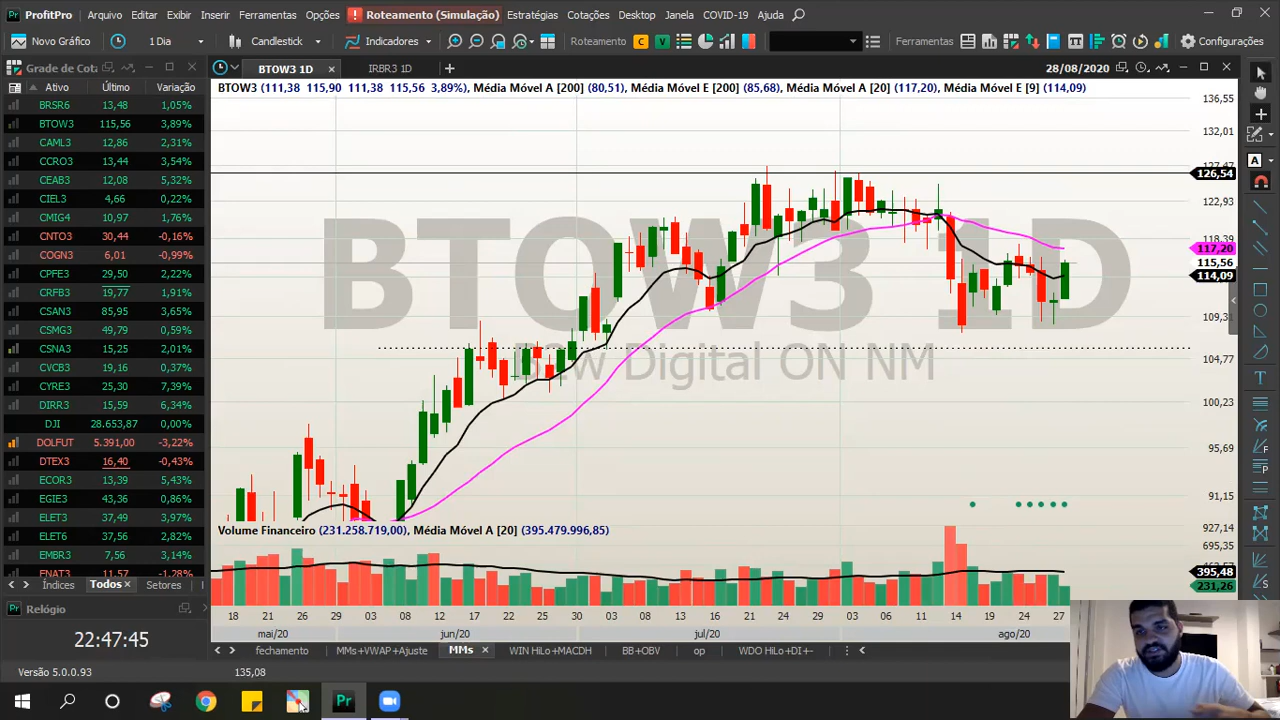 ProfitPro
Arquivo Editar Exibir Inserir Ferramentas Opções ! Roteamento (Simulação) Estratégias Cotações Desktop Janela COVID-19 Ajuda
Novo Gráfico 1 Dia Candlestick Indicadores Roteamento C V Ferramentas Configurações
Grade de Cota
BTOW3 1D IRBR3 1D
28/08/2020
Ativo Último Variação
BRSR6 13,48 1,05%
BTOW3 115,56 3,89%
CAML3 12,86 2,31%
CCRO3 13,44 3,54%
CEAB3 12,08 5,32%
CIEL3 4,66 0,22%
CMIG4 10,97 1,76%
CNTO3 30,44 -0,16%
COGN3 6,01 -0,99%
CPFE3 29,50 2,22%
CRFB3 19,77 1,91%
CSAN3 85,95 3,65%
CSMG3 49,79 0,59%
CSNA3 15,25 2,01%
CVCB3 19,16 0,37%
CYRE3 25,30 7,39%
DIRR3 15,59 6,34%
DJI 28.653,87 0,00%
DOLFUT 5.391,00 -3,22%
DTEX3 16,40 -0,43%
ECOR3 13,39 5,43%
EGIE3 43,36 0,86%
ELET3 37,49 3,97%
ELET6 37,56 2,82%
EMBR3 7,56 3,14%
ENAT3 11,57 -1,28%
Índices Todos Setores
Relógio
22:47:45
Versão 5.0.0.93
BTOW3 (111,38 115,90 111,38 115,56 3,89%), Média Móvel A [200] (80,51), Média Móvel E [200] (85,68), Média Móvel A [20] (117,20), Média Móvel E [9] (114,09)
BTOW3 1D
B2w Digital ON NM
136,55
132,01
127,47
126,54
122,93
118,39
117,20
115,56
114,09
109,31
104,77
100,23
95,69
91,15
Volume Financeiro (231.258.719,00), Média Móvel A [20] (395.479.996,85)
927,14
695,35
395,48
231,26
18 21 26 29 03 08 12 17 22 25 30 03 08 13 16 21 24 29 03 06 11 14 19 24 27
mai/20 jun/20 jul/20 ago/20
fechamento MMs+VWAP+Ajuste MMs WIN HiLo+MACDH BB+OBV op WDO HiLo+DI+-
135,08